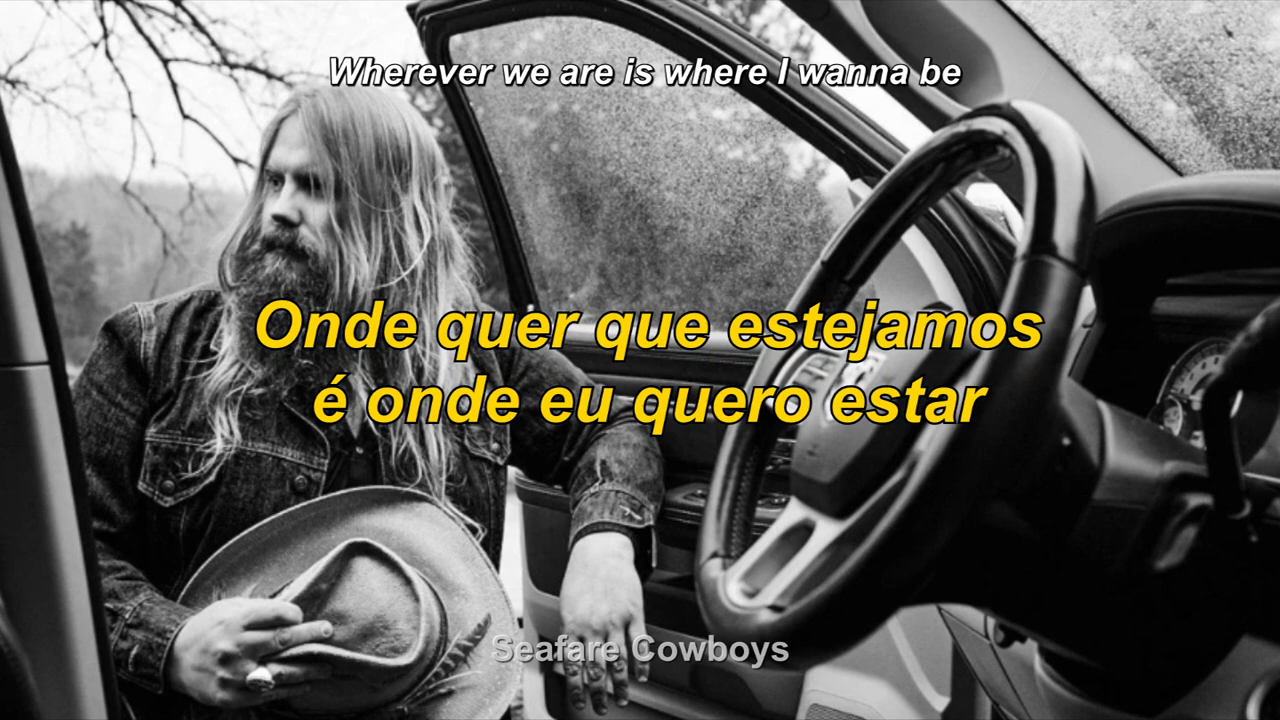 Wherever we are is where I wanna be
Onde quer que estejamos
é onde eu quero estar
Seafare Cowboys